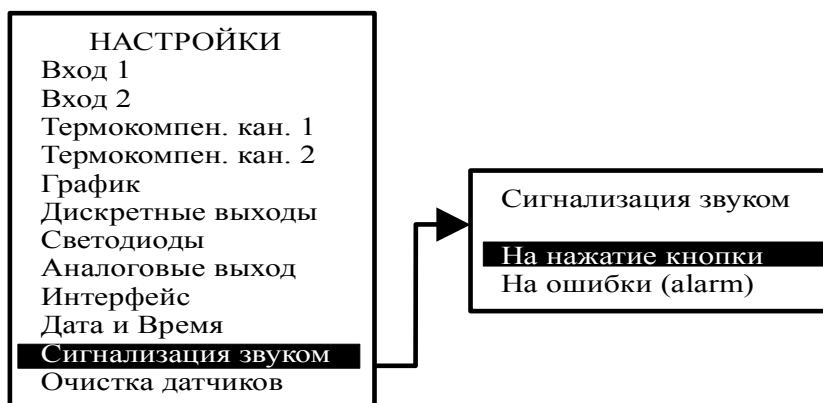 НАСТРОЙКИ
Вход 1
Вход 2
Термокомпен. кан. 1
Термокомпен. кан. 2
График
Дискретные выходы
Светодиоды
Аналоговые выход
Интерфейс
Дата и Время
Сигнализация звуком
Очистка датчиков
Сигнализация звуком
На нажатие кнопки
На ошибки (alarm)